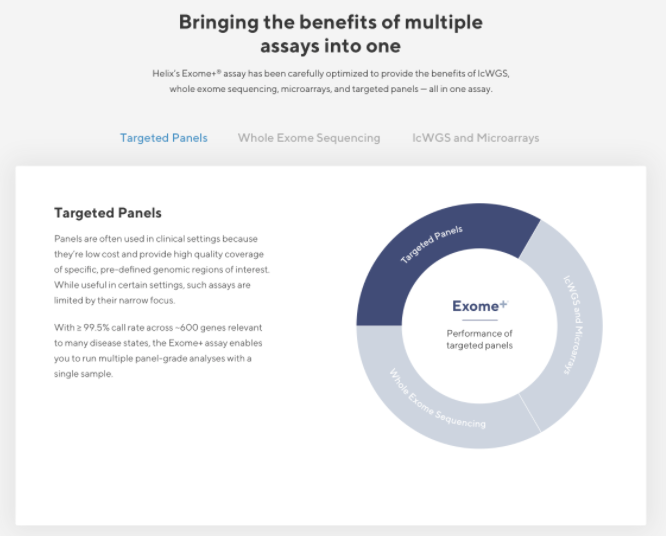 Bringing the benefits of multiple
assays into one
Helix's Exome+® assay has been carefully optimized to provide the benefits of lcWGS,
whole exome sequencing, microarrays, and targeted panels — all in one assay.
Targeted Panels
Whole Exome Sequencing
lcWGS and Microarrays
Targeted Panels
Panels are often used in clinical settings because
they're low cost and provide high quality coverage
of specific, pre-defined genomic regions of interest.
While useful in certain settings, such assays are
limited by their narrow focus.
With ≥ 99.5% call rate across ~600 genes relevant
to many disease states, the Exome+ assay enables
you to run multiple panel-grade analyses with a
single sample.
Targeted Panels
lcWGS and Microarrays
Whole Exome Sequencing
Exome+
Performance of
targeted panels